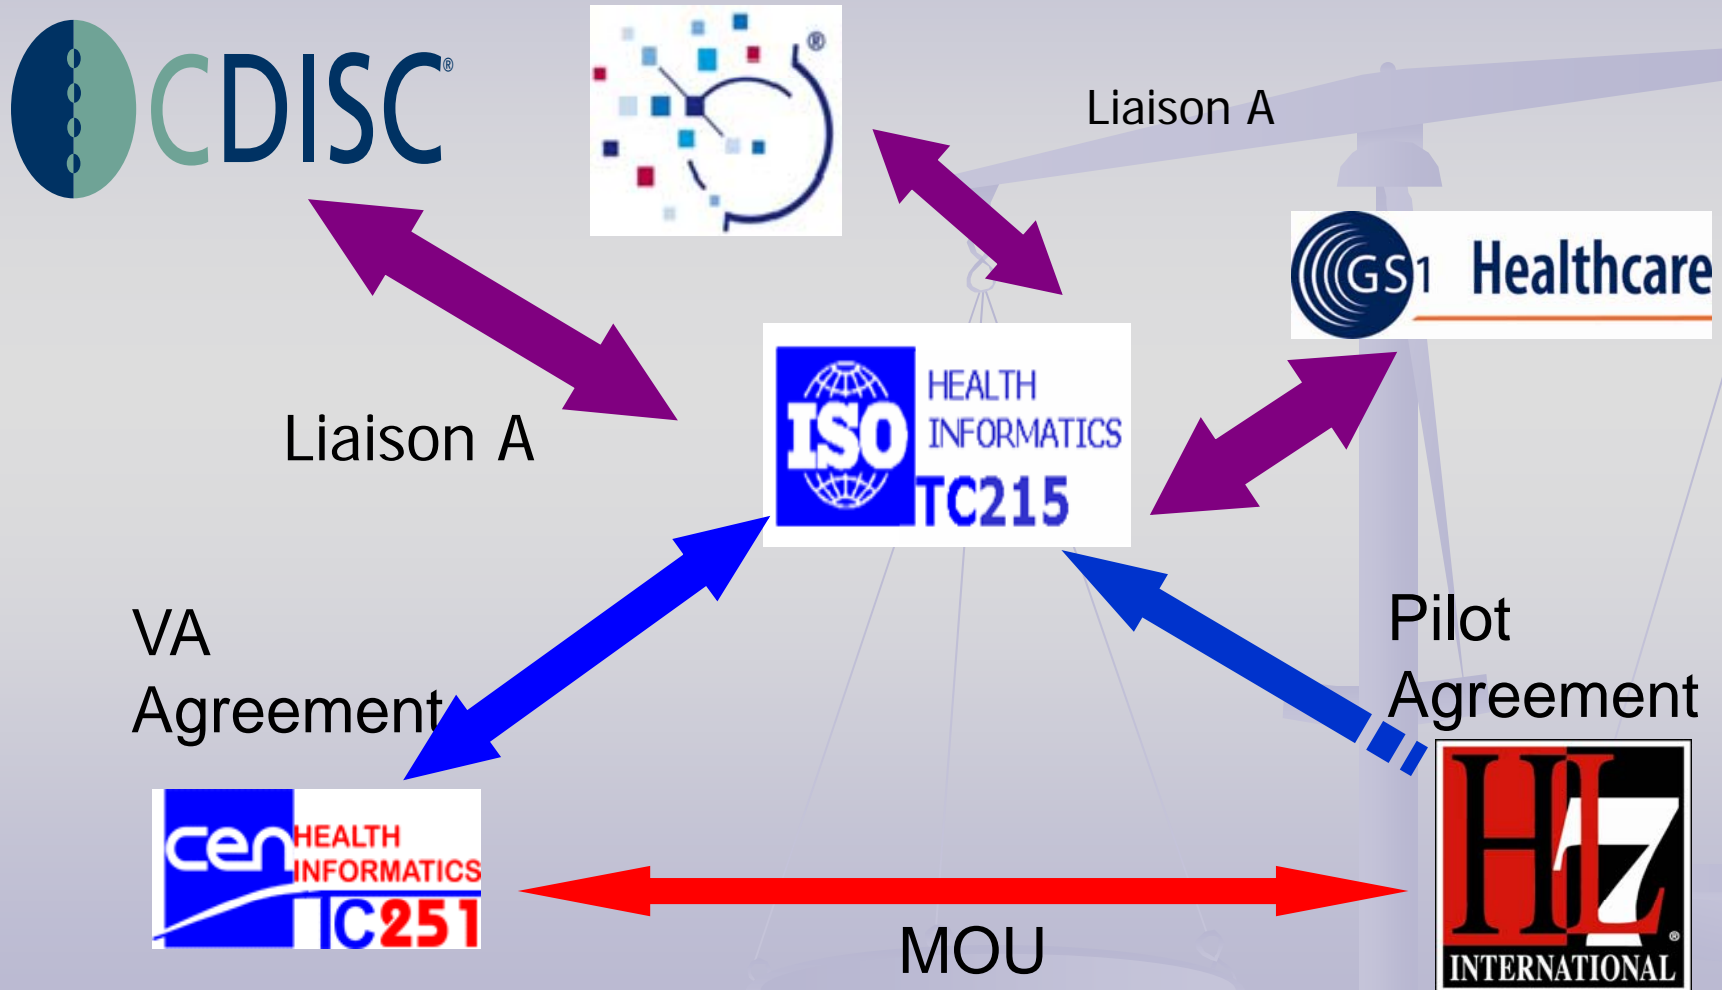 CDISC®
®
Liaison A
GS1 Healthcare
ISO
HEALTH
INFORMATICS
TC215
Liaison A
VA
Agreement
Pilot
Agreement
cen
HEALTH
INFORMATICS
TC251
MOU
HL7
®
INTERNATIONAL